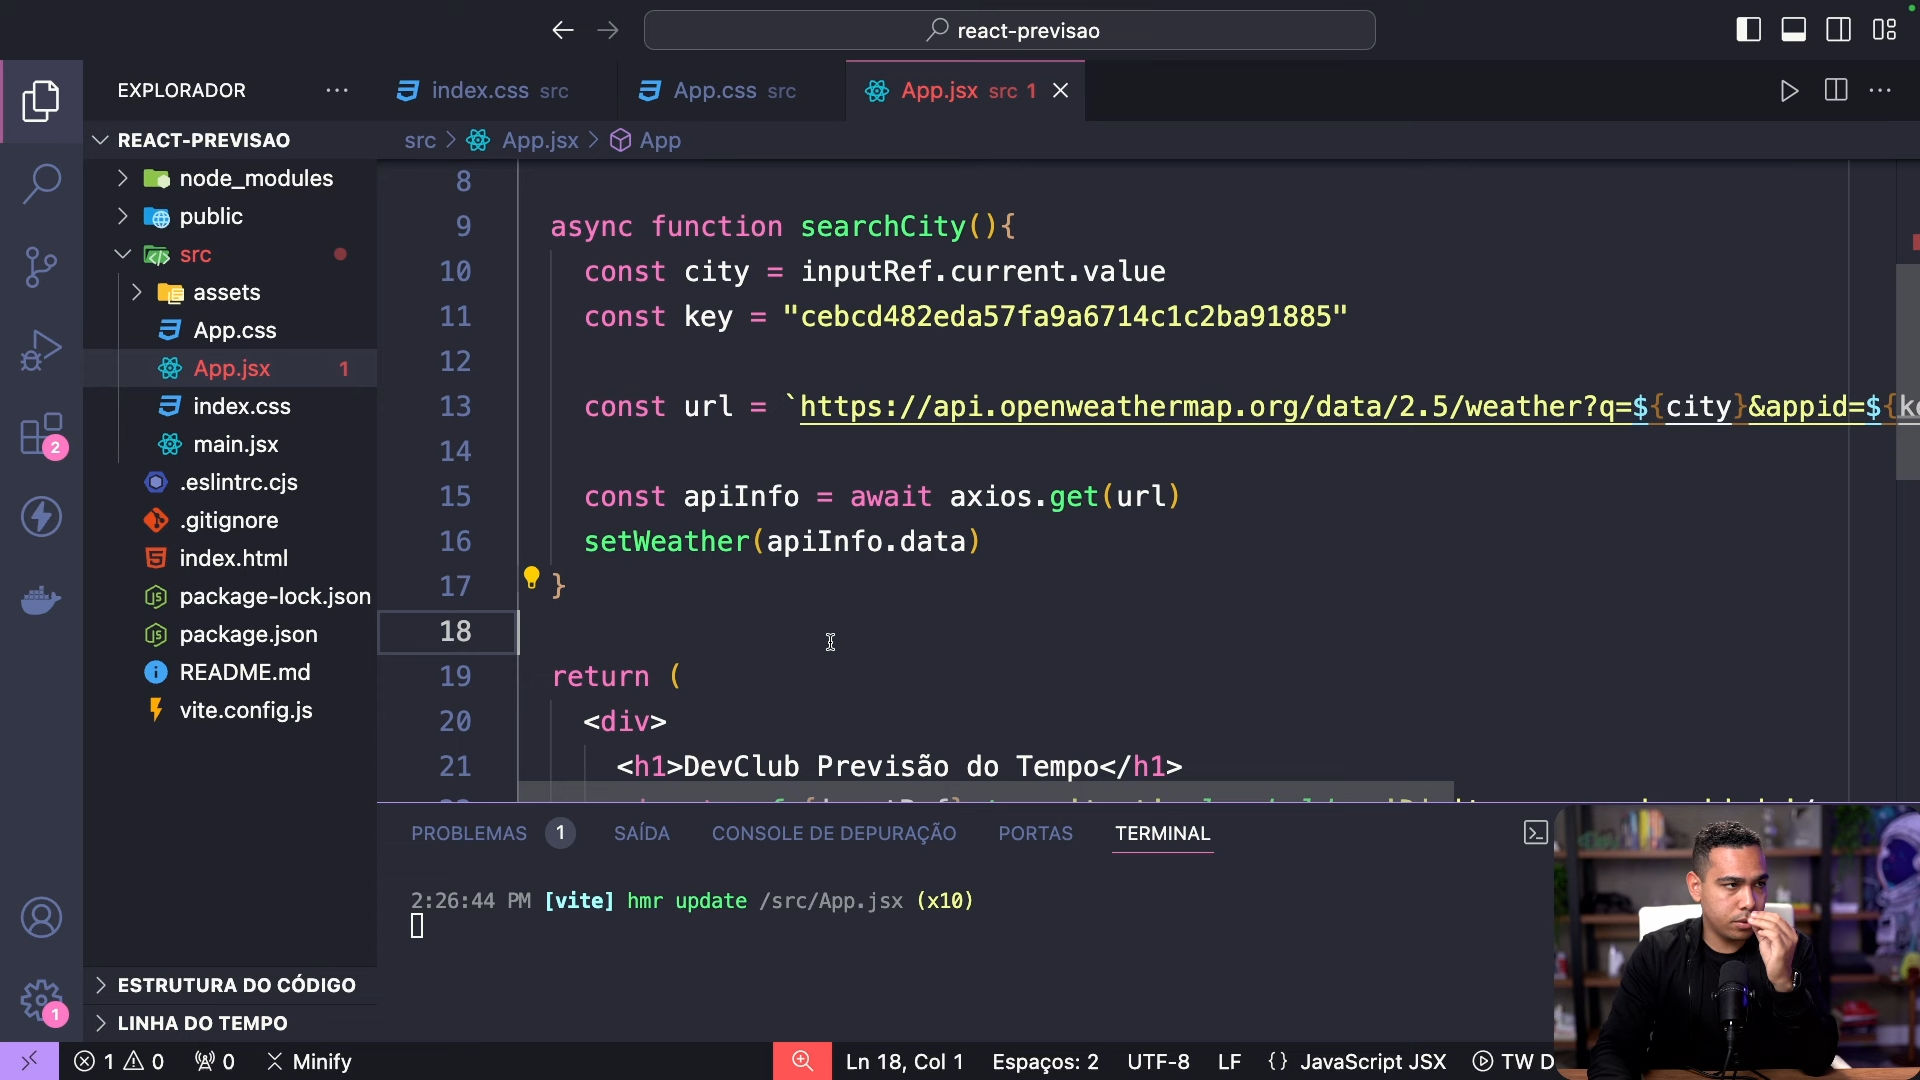 react-previsao
EXPLORADOR
index.css src
App.css src
App.jsx src 1
REACT-PREVISAO
src > App.jsx > App
node_modules
public
src
assets
App.css
App.jsx 1
index.css
main.jsx
.eslintrc.cjs
.gitignore
index.html
package-lock.json
package.json
README.md
vite.config.js
8
9 async function searchCity(){
10 const city = inputRef.current.value
11 const key = "cebcd482eda57fa9a6714c1c2ba91885"
12
13 const url = `https://api.openweathermap.org/data/2.5/weather?q=${city}&appid=${ke
14
15 const apiInfo = await axios.get(url)
16 setWeather(apiInfo.data)
17 }
18
19 return (
20 <div>
21 <h1>DevClub Previsão do Tempo</h1>
PROBLEMAS 1 SAÍDA CONSOLE DE DEPURAÇÃO PORTAS TERMINAL
2:26:44 PM [vite] hmr update /src/App.jsx (x10)
2
1
ESTRUTURA DO CÓDIGO
LINHA DO TEMPO
1 0 0 Minify Ln 18, Col 1 Espaços: 2 UTF-8 LF {} JavaScript JSX TW D